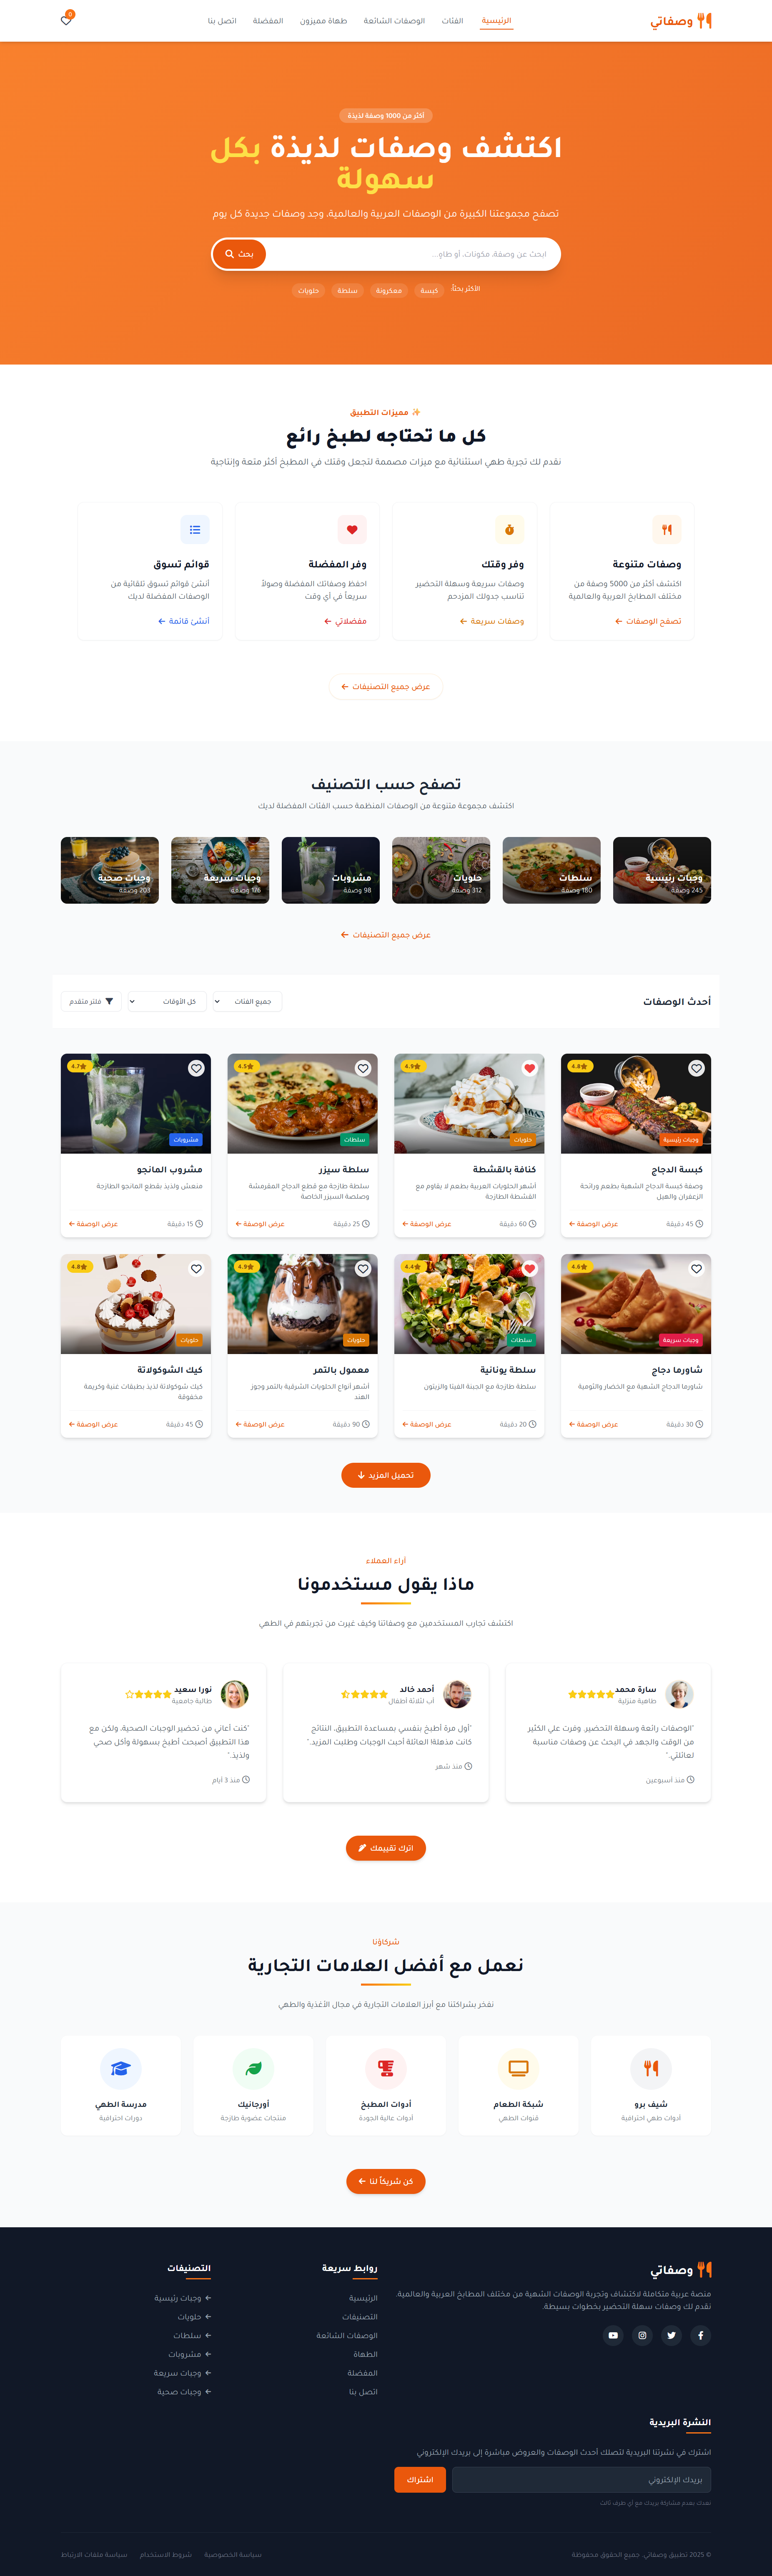 وصفاتي
الرئيسية
الفئات
الوصفات الشائعة
طهاة مميزون
المفضلة
اتصل بنا
0
أكثر من 1000 وصفة لذيذة
اكتشف وصفات لذيذة بكل
سهولة
تصفح مجموعتنا الكبيرة من الوصفات العربية والعالمية، وجد وصفات جديدة كل يوم
ابحث عن وصفة، مكونات، أو طاهٍ...
بحث
الأكثر بحثاً:
كبسة
معكرونة
سلطة
حلويات
مميزات التطبيق
كل ما تحتاجه لطبخ رائع
نقدم لك تجربة طهي استثنائية مع ميزات مصممة لتجعل وقتك في المطبخ أكثر متعة وإنتاجية
وصفات متنوعة
اكتشف أكثر من 5000 وصفة من
مختلف المطابخ العربية والعالمية
تصفح الوصفات
وفر وقتك
وصفات سريعة وسهلة التحضير
تناسب جدولك المزدحم
وصفات سريعة
وفر المفضلة
احفظ وصفاتك المفضلة وصولاً
سريعاً في أي وقت
مفضلاتي
قوائم تسوق
أنشئ قوائم تسوق تلقائية من
الوصفات المفضلة لديك
أنشئ قائمة
عرض جميع التصنيفات
تصفح حسب التصنيف
اكتشف مجموعة متنوعة من الوصفات المنظمة حسب الفئات المفضلة لديك
وجبات رئيسية
245 وصفة
سلطات
180 وصفة
حلويات
312 وصفة
مشروبات
98 وصفة
وجبات سريعة
176 وصفة
وجبات صحية
203 وصفة
عرض جميع التصنيفات
أحدث الوصفات
جميع الفئات
كل الأوقات
فلتر متقدم
4.8
وجبات رئيسية
كبسة الدجاج
وصفة كبسة الدجاج الشهية بطعم ورائحة
الزعفران والهيل
45 دقيقة
عرض الوصفة
4.9
حلويات
كنافة بالقشطة
أشهر الحلويات العربية بطعم لا يقاوم مع
القشطة الطازجة
60 دقيقة
عرض الوصفة
4.5
سلطات
سلطة سيزر
سلطة طازجة مع قطع الدجاج المقرمشة
وصلصة السيزر الخاصة
25 دقيقة
عرض الوصفة
4.7
مشروبات
مشروب المانجو
منعش ولذيذ بقطع المانجو الطازجة
15 دقيقة
عرض الوصفة
4.6
وجبات سريعة
شاورما دجاج
شاورما الدجاج الشهية مع الخضار والثومية
30 دقيقة
عرض الوصفة
4.4
سلطات
سلطة يونانية
سلطة طازجة مع الجبنة الفيتا والزيتون
20 دقيقة
عرض الوصفة
4.9
حلويات
معمول بالتمر
أشهر أنواع الحلويات الشرقية بالتمر وجوز
الهند
90 دقيقة
عرض الوصفة
4.8
حلويات
كيك الشوكولاتة
كيك شوكولاتة لذيذ بطبقات غنية وكريمة
مخفوقة
45 دقيقة
عرض الوصفة
تحميل المزيد
آراء العملاء
ماذا يقول مستخدمونا
اكتشف تجارب المستخدمين مع وصفاتنا وكيف غيرت من تجربتهم في الطهي
سارة محمد
طاهية منزلية
"الوصفات رائعة وسهلة التحضير. وفرت علي الكثير
من الوقت والجهد في البحث عن وصفات مناسبة
لعائلتي."
منذ أسبوعين
أحمد خالد
أب لثلاثة أطفال
"أول مرة أطبخ بنفسي بمساعدة التطبيق، النتائج
كانت مذهلة! العائلة أحبت الوجبات وطلبت المزيد."
منذ شهر
نورا سعيد
طالبة جامعية
"كنت أعاني من تحضير الوجبات الصحية، ولكن مع
هذا التطبيق أصبحت أطبخ بسهولة وأكل صحي
ولذيذ."
منذ 3 أيام
اترك تقييمك
شركاؤنا
نعمل مع أفضل العلامات التجارية
نفخر بشراكتنا مع أبرز العلامات التجارية في مجال الأغذية والطهي
شيف برو
أدوات طهي احترافية
شبكة الطعام
قنوات الطهي
أدوات المطبخ
أدوات عالية الجودة
أورجانيك
منتجات عضوية طازجة
مدرسة الطهي
دورات احترافية
كن شريكاً لنا
وصفاتي
منصة عربية متكاملة لاكتشاف وتجربة الوصفات الشهية من مختلف المطابخ العربية والعالمية.
نقدم لك وصفات سهلة التحضير بخطوات بسيطة.
روابط سريعة
الرئيسية
التصنيفات
الوصفات الشائعة
الطهاة
المفضلة
اتصل بنا
التصنيفات
وجبات رئيسية
حلويات
سلطات
مشروبات
وجبات سريعة
وجبات صحية
النشرة البريدية
اشترك في نشرتنا البريدية لتصلك أحدث الوصفات والعروض مباشرة إلى بريدك الإلكتروني
بريدك الإلكتروني
اشتراك
نعدك بعدم مشاركة بريدك مع أي طرف ثالث
© 2025 تطبيق وصفاتي. جميع الحقوق محفوظة
سياسة الخصوصية
شروط الاستخدام
سياسة ملفات الارتباط